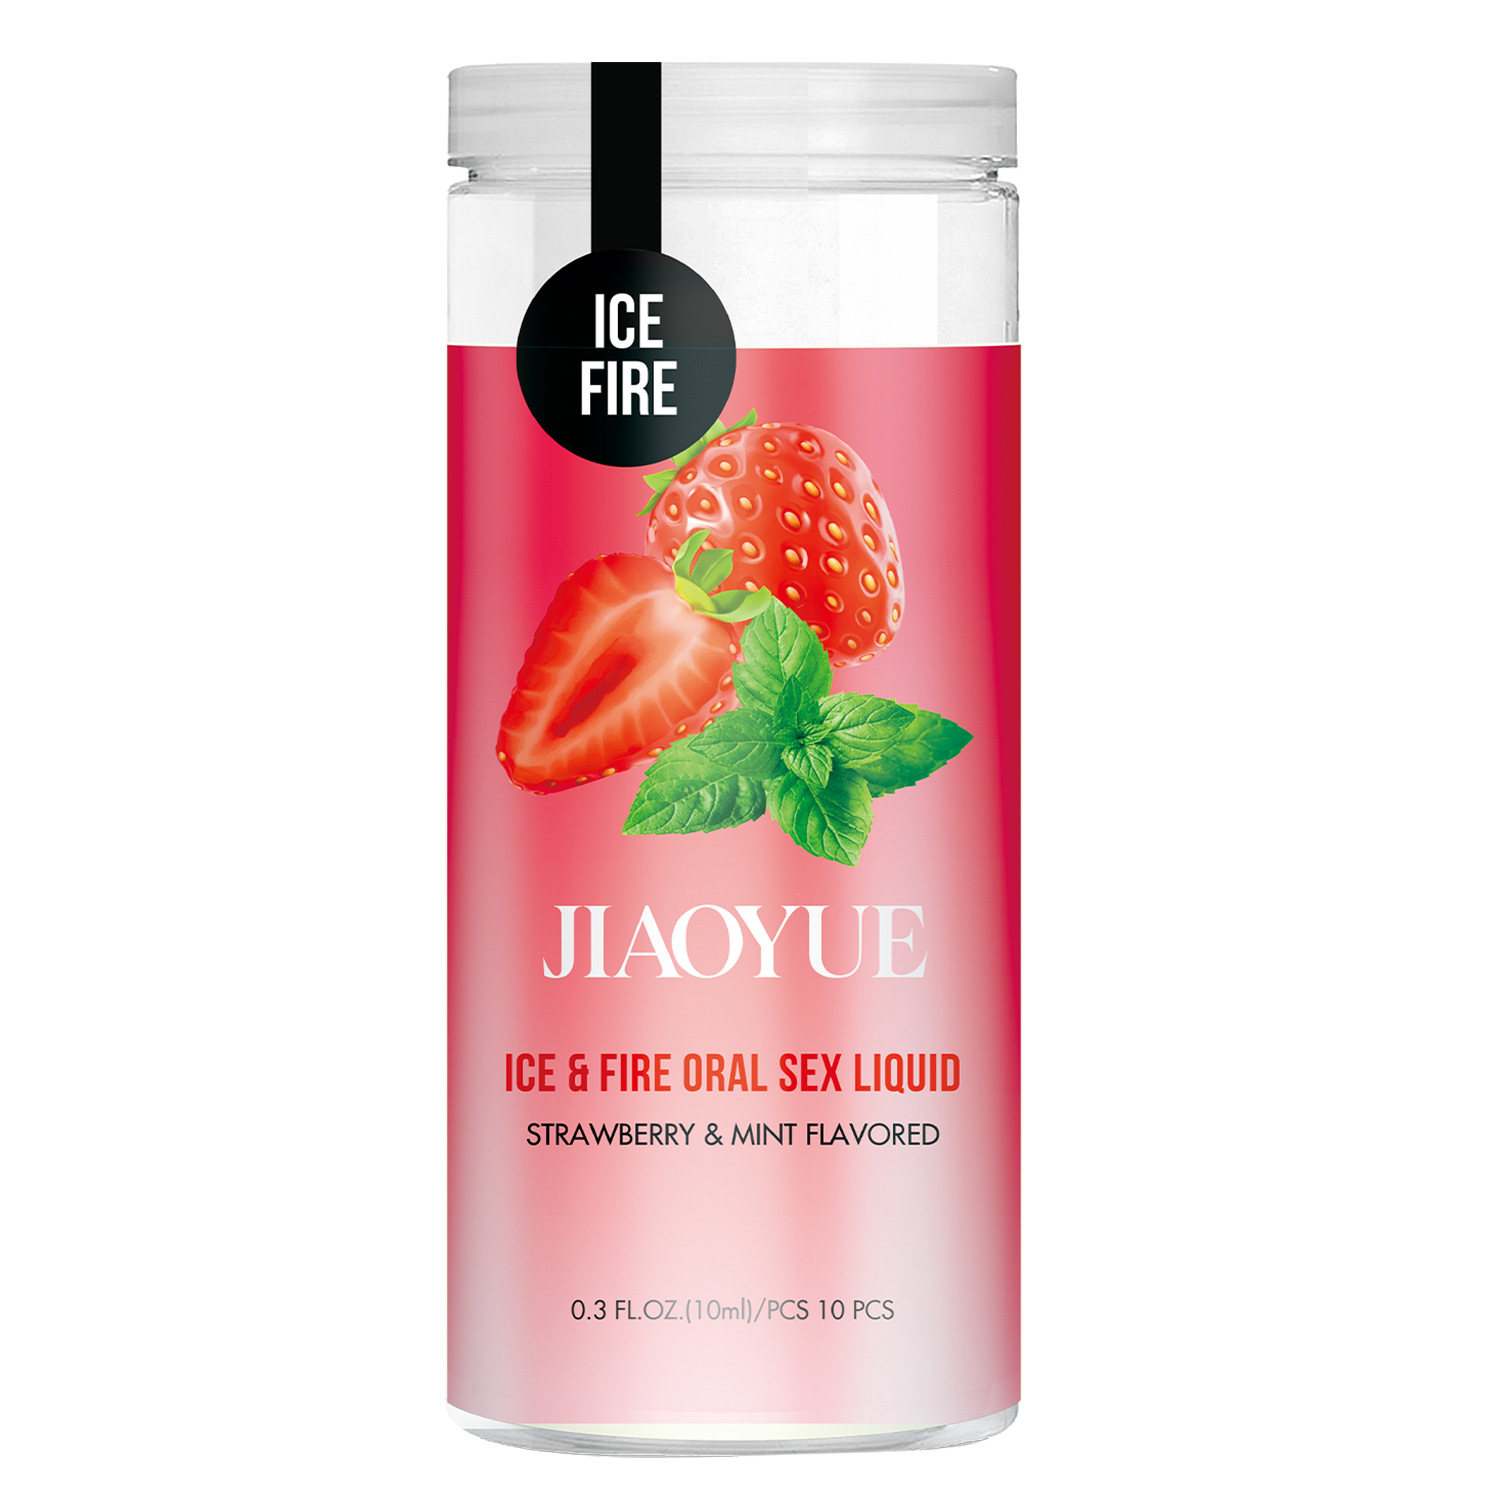 ICE
FIRE
JIAOYUE
ICE & FIRE ORAL SEX LIQUID
STRAWBERRY & MINT FLAVORED
0.3 FL.OZ.(10ml)/PCS 10 PCS